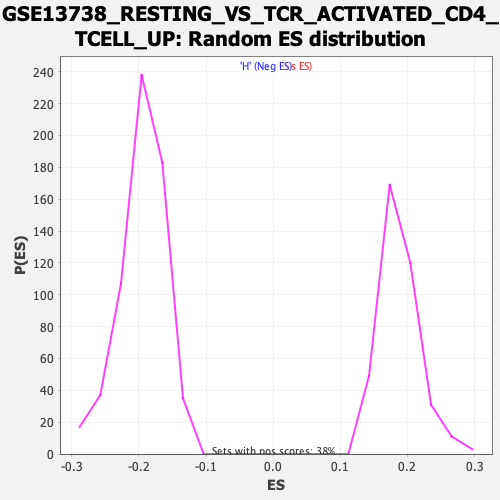 GSE13738_RESTING_VS_TCR_ACTIVATED_CD4_
TCELL_UP: Random ES distribution
'H' (Neg ES)s ES)
240
220
200
180
160
140
120
100
80
60
40
20
0
P(ES)
Sets with pos scores: 38%
-0.3 -0.2 -0.1 0.0 0.1 0.2 0.3
ES